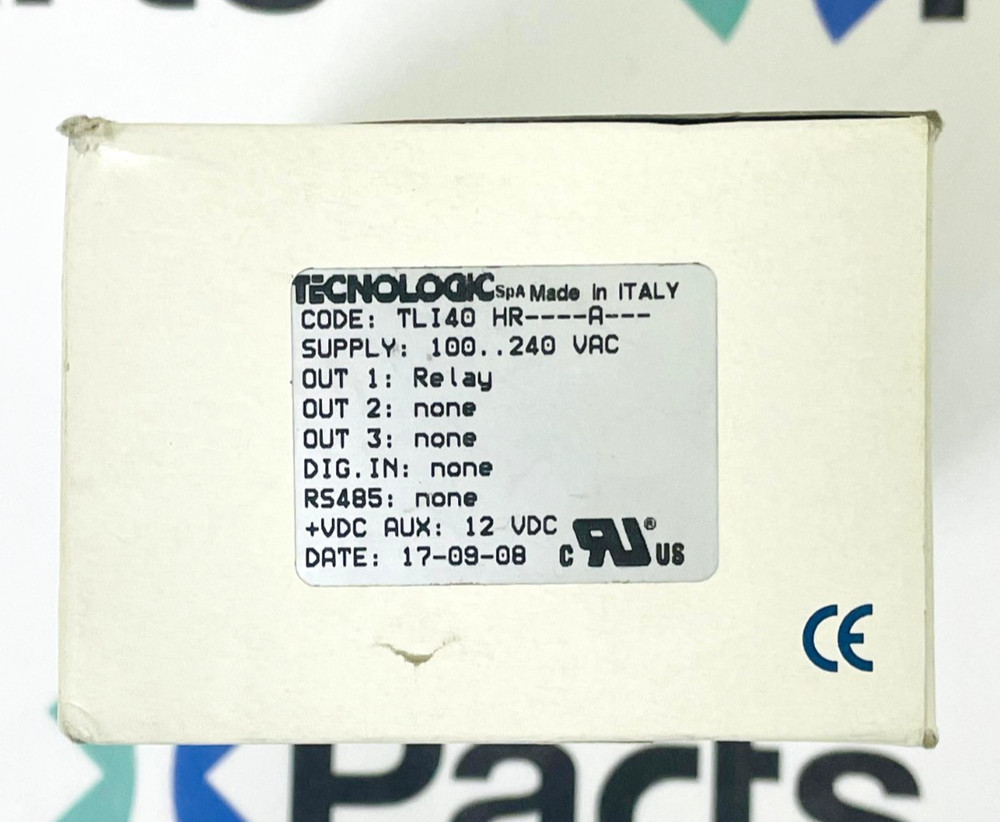 TECNOLOGIC SpA Made in ITALY
CODE: TLI40 HR----A---
SUPPLY: 100..240 VAC
OUT 1: Relay
OUT 2: none
OUT 3: none
DIG.IN: none
RS485: none
+VDC AUX: 12 VDC
DATE: 17-09-08
C RU ® US
CE
Parts